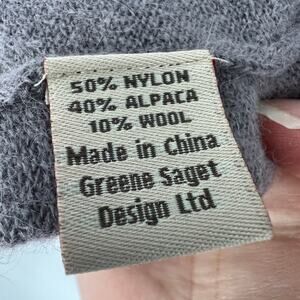 50% NYLON
40% ALPACA
10% WOOL
Made in China
Greene Saget
Design Ltd